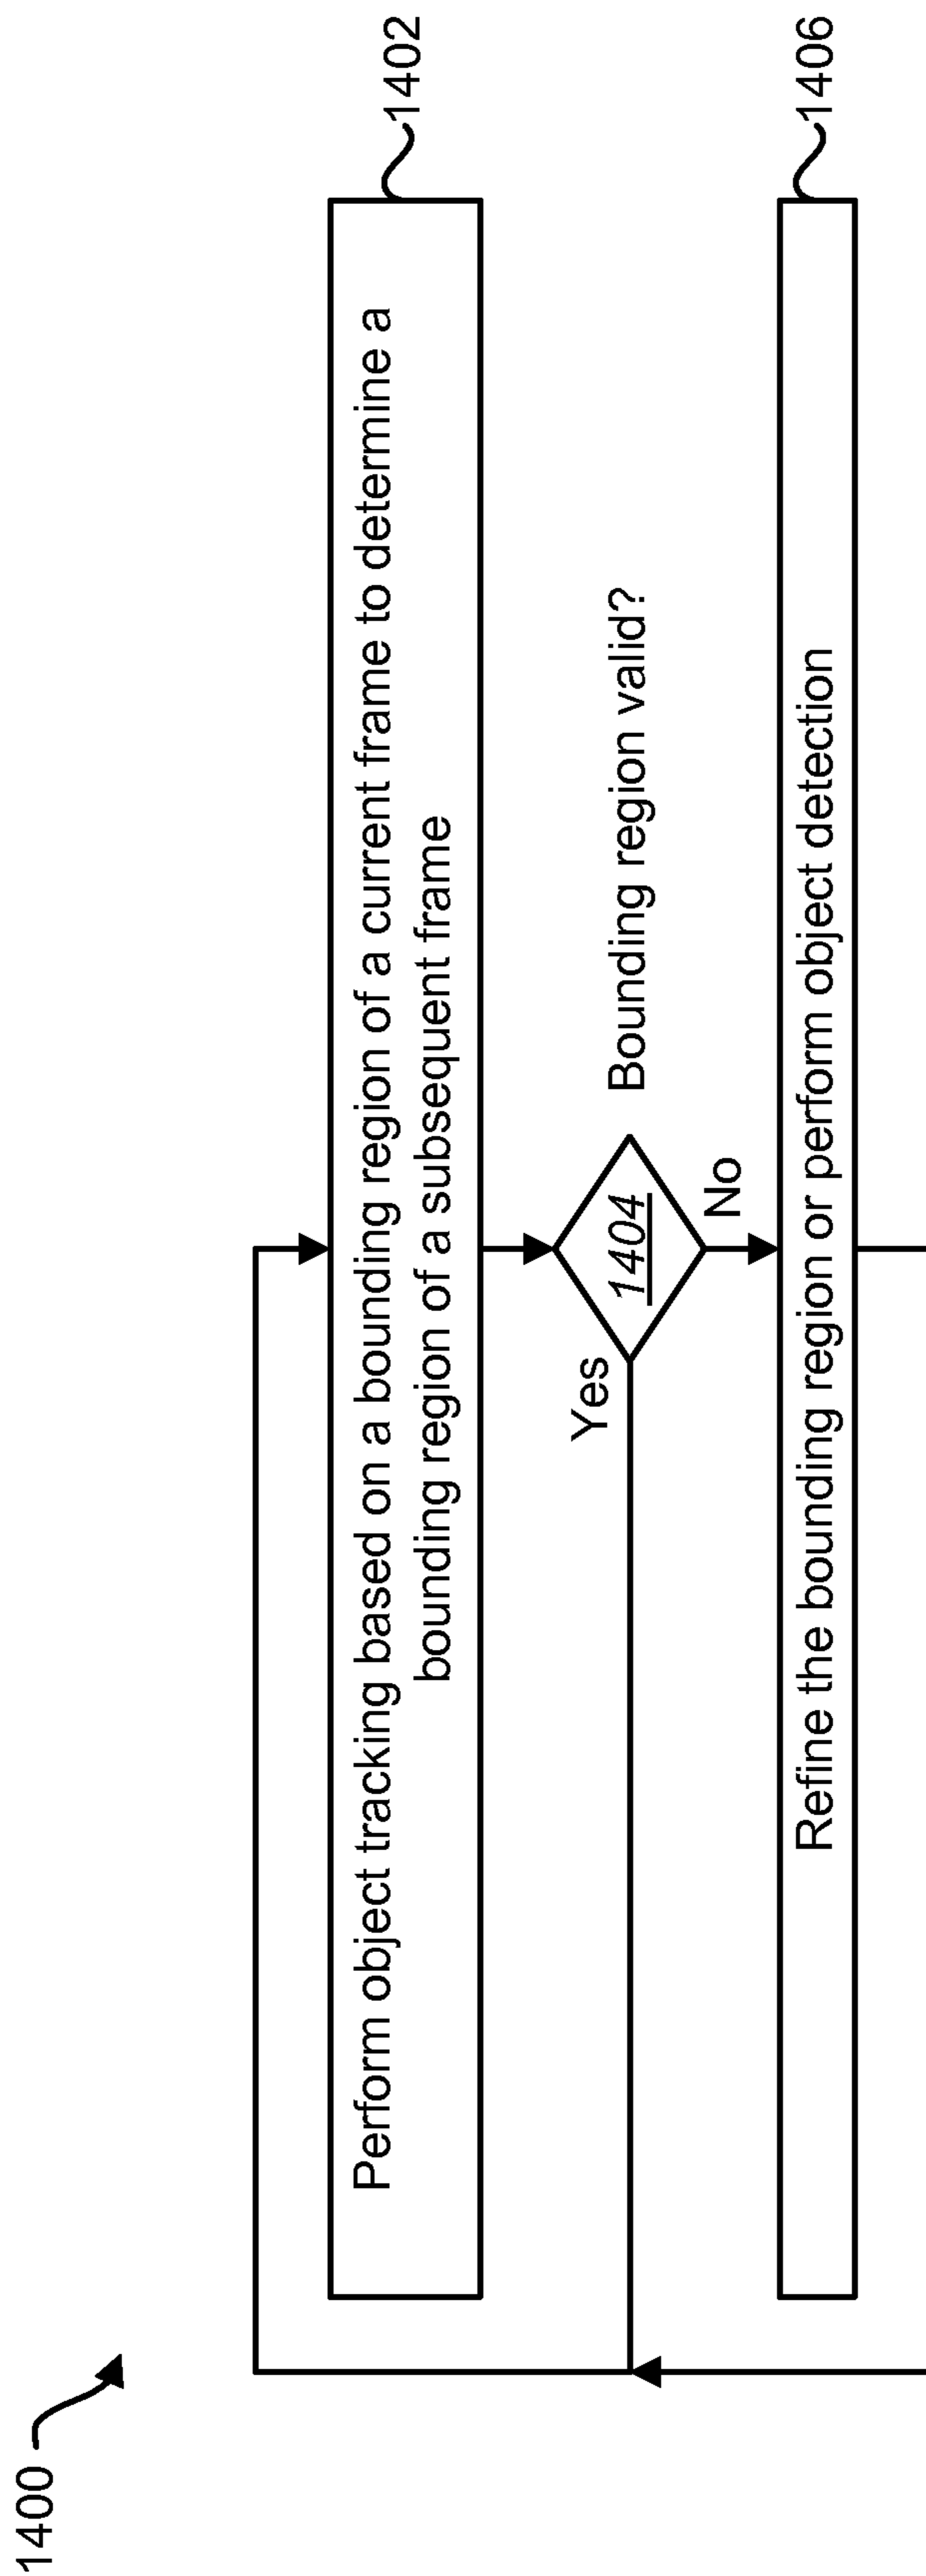 1400
Perform object tracking based on a bounding region of a current frame to determine a
bounding region of a subsequent frame
1402
Yes
1404
Bounding region valid?
No
Refine the bounding region or perform object detection
1406